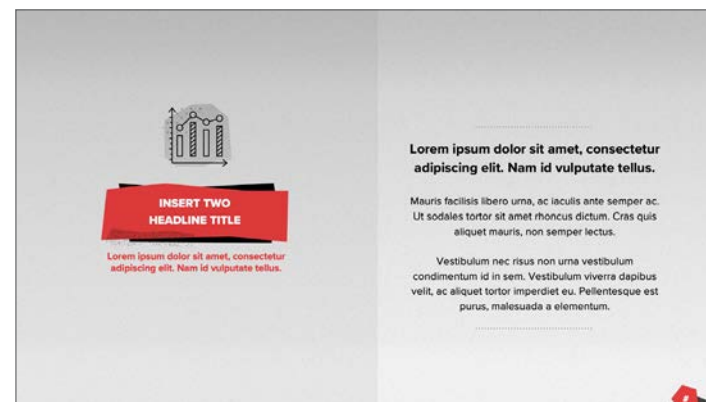 INSERT TWO
HEADLINE TITLE
Lorem ipsum dolor sit amet, consectetur
adipiscing elit. Nam id vulputate tellus.
Lorem ipsum dolor sit amet, consectetur
adipiscing elit. Nam id vulputate tellus.
Mauris facilisis libero urna, ac iaculis ante semper ac.
Ut sodales tortor sit amet rhoncus dictum. Cras quis
aliquet mauris, non semper lectus.
Vestibulum nec risus non urna vestibulum
condimentum id in sem. Vestibulum viverra dapibus
velit, ac aliquet tortor imperdiet eu. Pellentesque est
purus, malesuada a elementum.